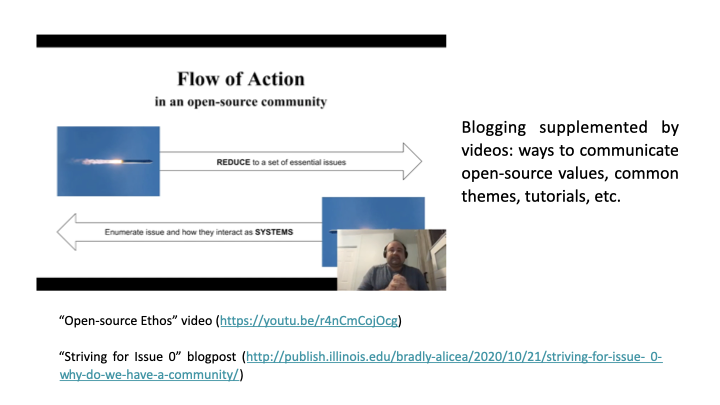 Flow of Action
in an open-source community
REDUCE to a set of essential issues
Enumerate issue and how they interact as SYSTEMS
Blogging supplemented by
videos: ways to communicate
open-source values, common
themes, tutorials, etc.
“Open-source Ethos” video (https://youtu.be/r4nCmCojOcg)
“Striving for Issue 0” blogpost (http://publish.illinois.edu/bradly-alicea/2020/10/21/striving-for-issue- 0-
why-do-we-have-a-community/)